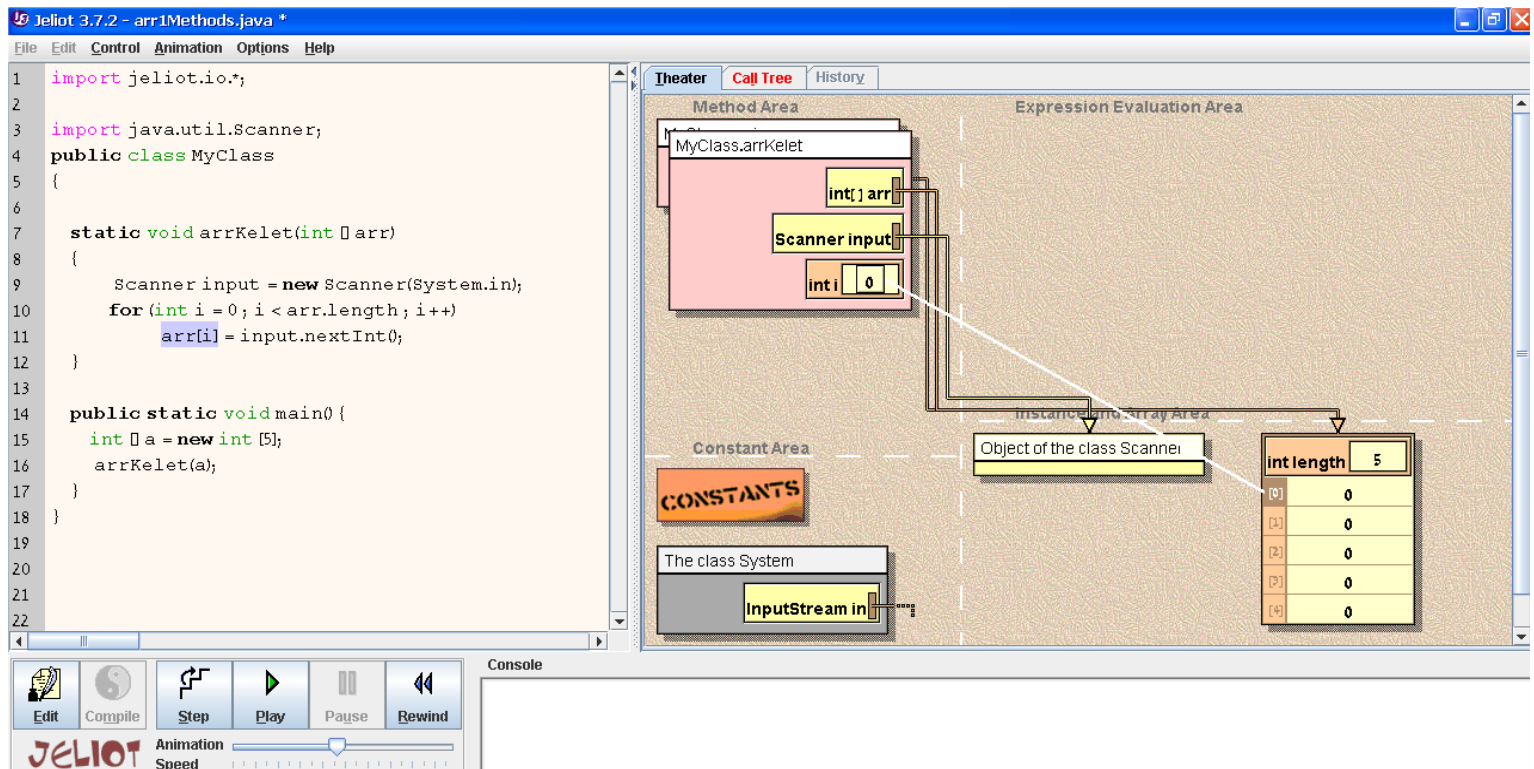 Jeliot 3.7.2 - arr1Methods.java *
File Edit Control Animation Options Help
1 import jeliot.io.*;
2
3 import java.util.Scanner;
4 public class MyClass
5 {
6
7 static void arrKelet(int [] arr)
8 {
9 Scanner input = new Scanner(System.in);
10 for (int i = 0 ; i < arr.length ; i++)
11 arr[i] = input.nextInt();
12 }
13
14 public static void main() {
15 int [] a = new int [5];
16 arrKelet(a);
17 }
18 }
19
20
21
22
Theater Call Tree History
Method Area
Expression Evaluation Area
MyClass.arrKelet
int[ ] arr
Scanner input
int i 0
Constant Area
CONSTANTS
The class System
InputStream in
Instance and Array Area
Object of the class Scanner
int length 5
[0] 0
[1] 0
[2] 0
[3] 0
[4] 0
Edit Compile Step Play Pause Rewind
JELIOT
Animation
Speed
Console